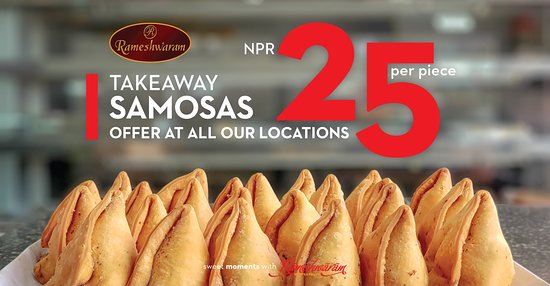 R
Rameshwaram
NPR
25
per piece
TAKEAWAY
SAMOSAS
OFFER AT ALL OUR LOCATIONS
sweet moments with Rameshwaram